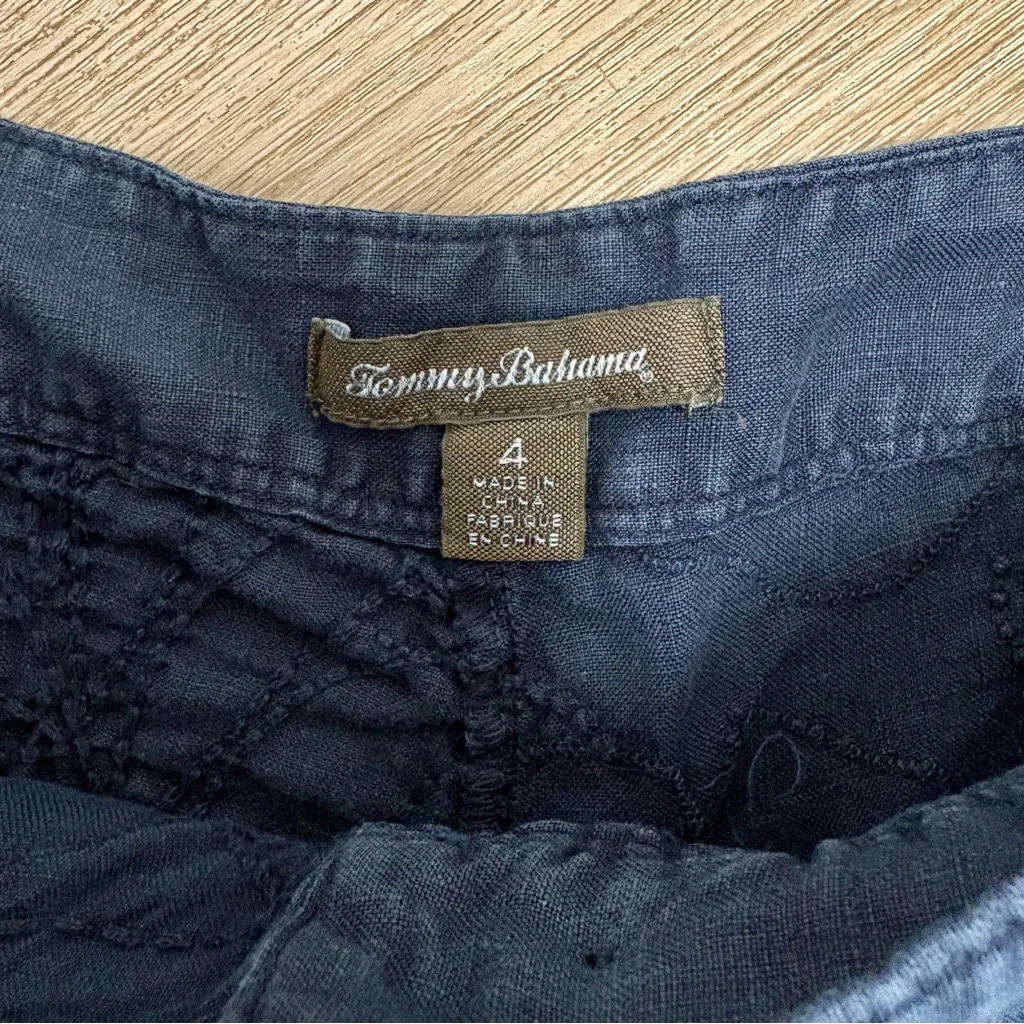 Tommy Bahama®
4
MADE IN
CHINA
FABRIQUE
EN CHINE